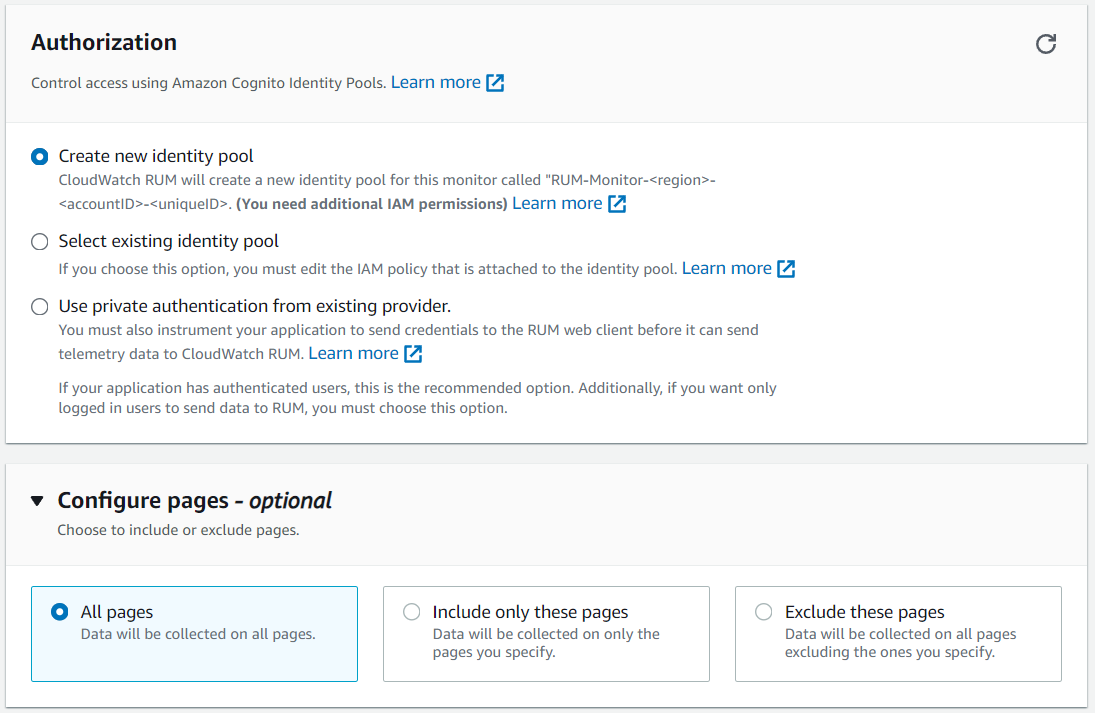 Authorization
Control access using Amazon Cognito Identity Pools. Learn more
Create new identity pool
CloudWatch RUM will create a new identity pool for this monitor called "RUM-Monitor-<region>-
<accountID>-<uniqueID>. (You need additional IAM permissions) Learn more
Select existing identity pool
If you choose this option, you must edit the IAM policy that is attached to the identity pool. Learn more
Use private authentication from existing provider.
You must also instrument your application to send credentials to the RUM web client before it can send
telemetry data to CloudWatch RUM. Learn more
If your application has authenticated users, this is the recommended option. Additionally, if you want only
logged in users to send data to RUM, you must choose this option.
Configure pages - optional
Choose to include or exclude pages.
All pages
Data will be collected on all pages.
Include only these pages
Data will be collected on only the
pages you specify.
Exclude these pages
Data will be collected on all pages
excluding the ones you specify.